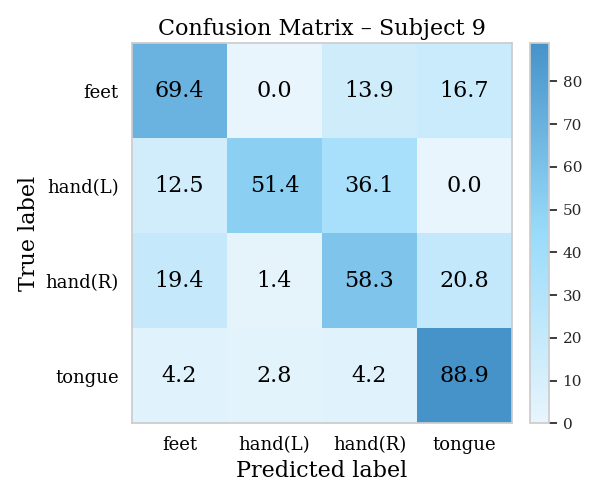 Confusion Matrix – Subject 9
True label
feet 69.4 0.0 13.9 16.7
hand(L) 12.5 51.4 36.1 0.0
hand(R) 19.4 1.4 58.3 20.8
tongue 4.2 2.8 4.2 88.9
feet hand(L) hand(R) tongue
Predicted label
80
70
60
50
40
30
20
10
0